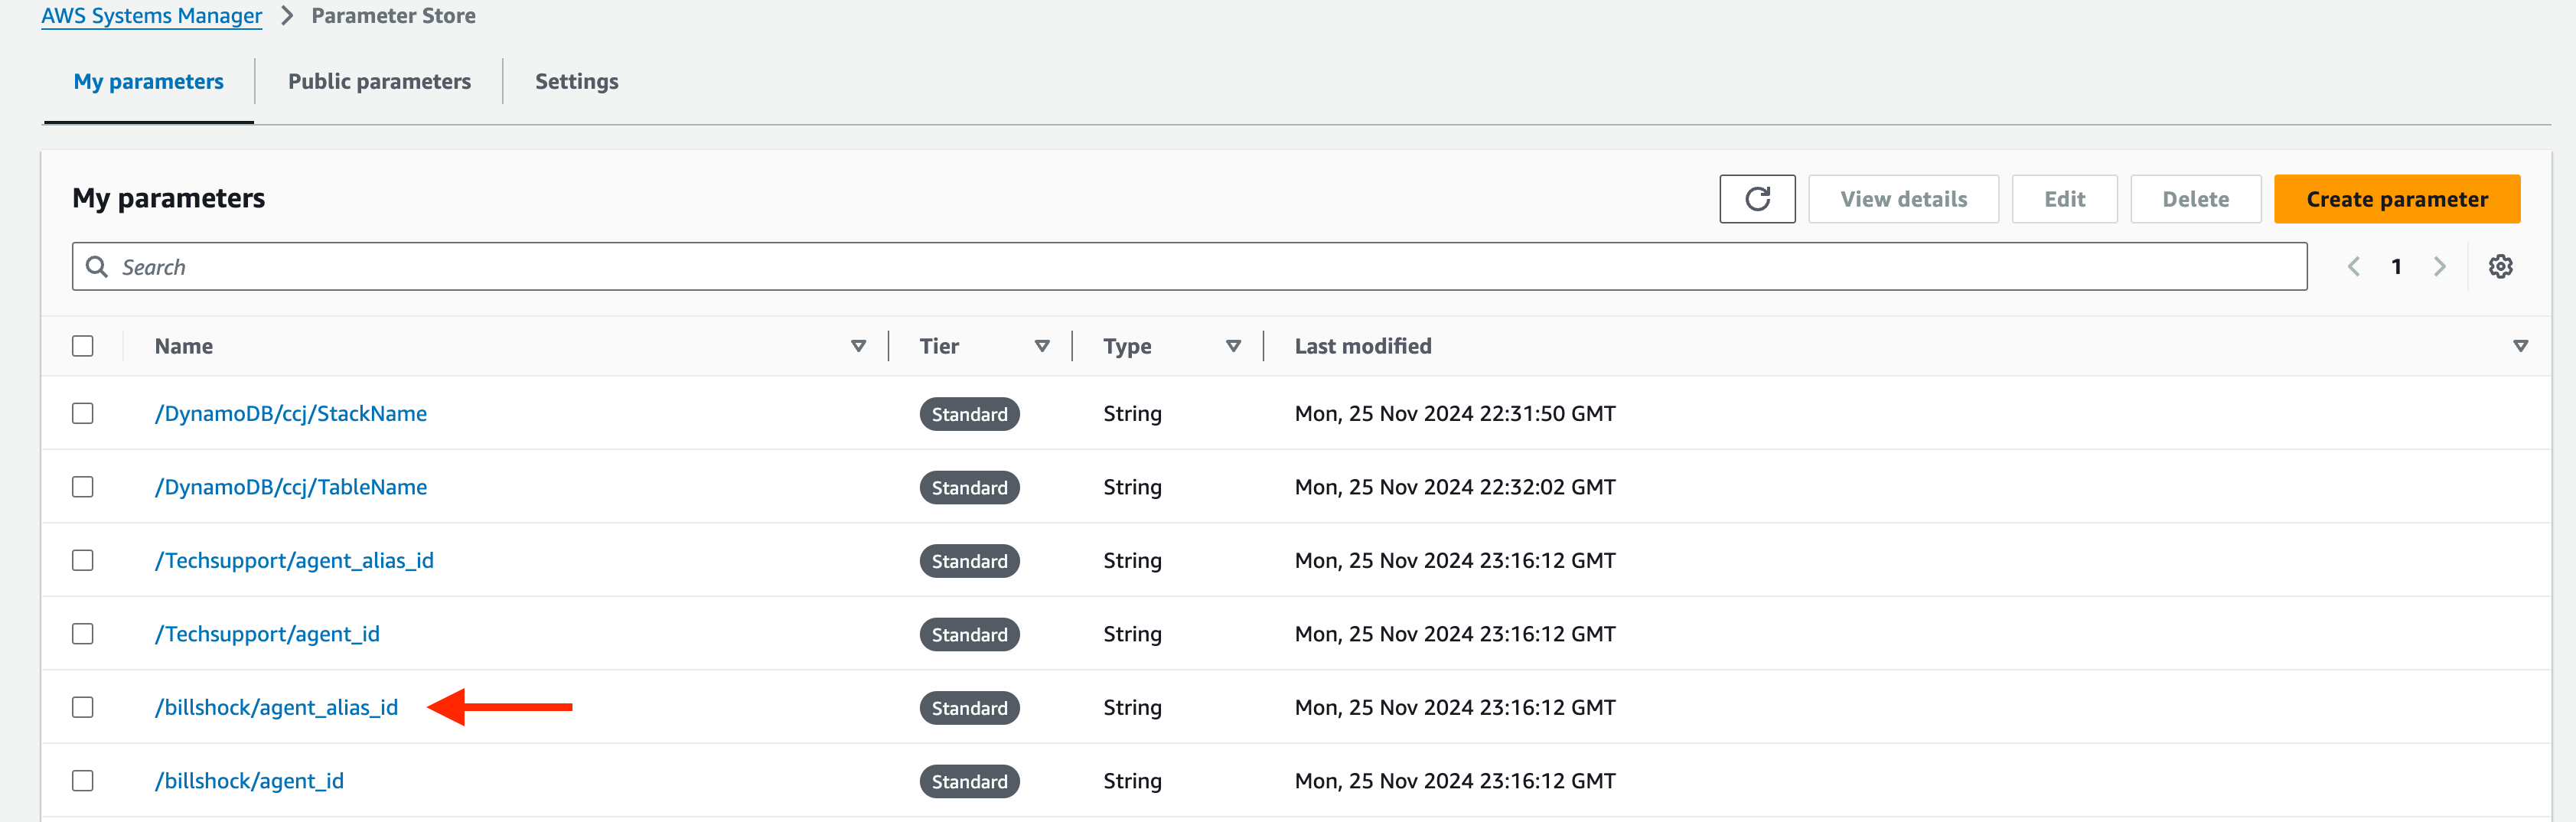 AWS Systems Manager > Parameter Store
My parameters Public parameters Settings
My parameters View details Edit Delete Create parameter
Search 1
Name Tier Type Last modified
/DynamoDB/ccj/StackName Standard String Mon, 25 Nov 2024 22:31:50 GMT
/DynamoDB/ccj/TableName Standard String Mon, 25 Nov 2024 22:32:02 GMT
/Techsupport/agent_alias_id Standard String Mon, 25 Nov 2024 23:16:12 GMT
/Techsupport/agent_id Standard String Mon, 25 Nov 2024 23:16:12 GMT
/billshock/agent_alias_id Standard String Mon, 25 Nov 2024 23:16:12 GMT
/billshock/agent_id Standard String Mon, 25 Nov 2024 23:16:12 GMT